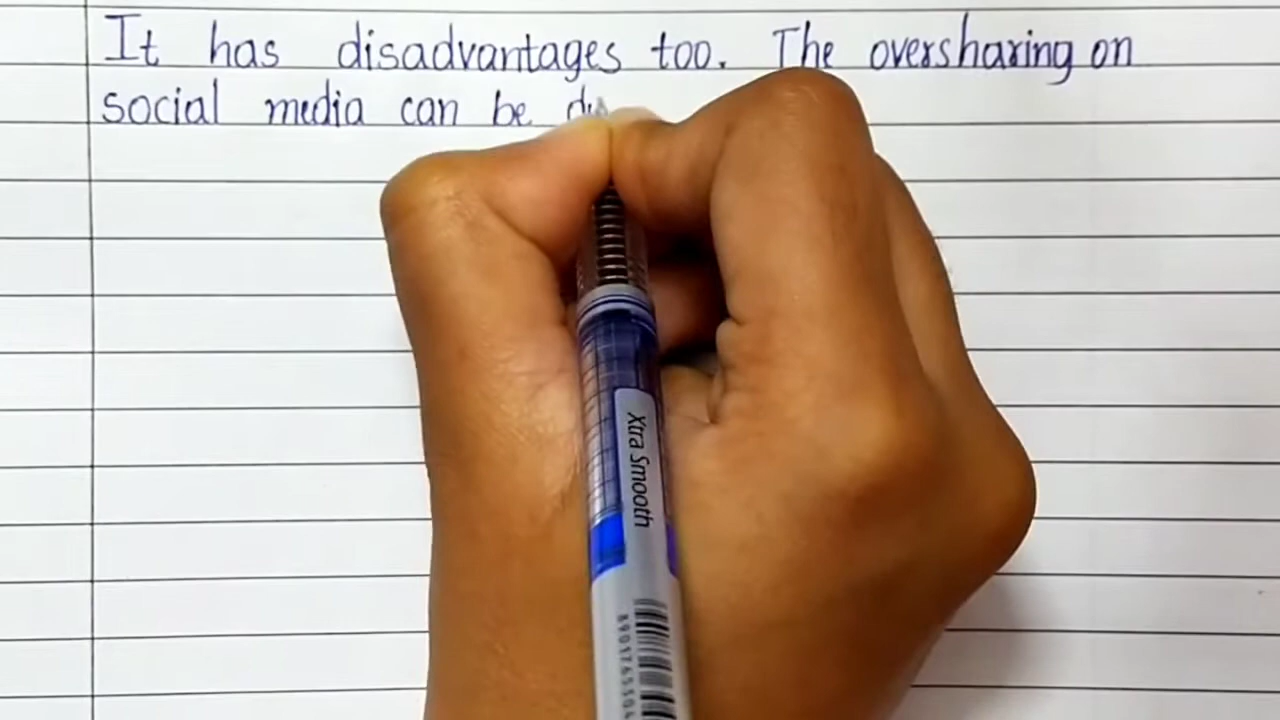 It has disadvantages too. The oversharing on
social media can be
Xtra Smooth